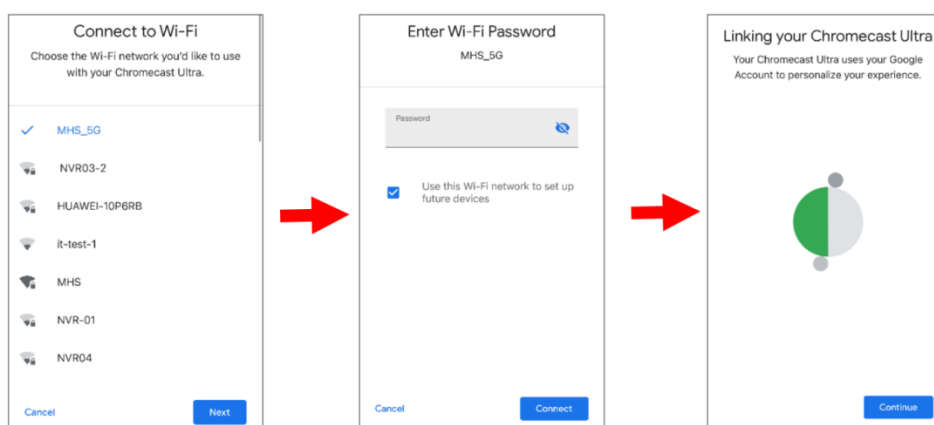 Connect to Wi-Fi
Choose the Wi-Fi network you'd like to use
with your Chromecast Ultra.
MHS_5G
NVR03-2
HUAWEI-10P6RB
it-test-1
MHS
NVR-01
NVR04
Cancel
Next
Enter Wi-Fi Password
MHS_5G
Password
Use this Wi-Fi network to set up
future devices
Cancel
Connect
Linking your Chromecast Ultra
Your Chromecast Ultra uses your Google
Account to personalize your experience.
Continue